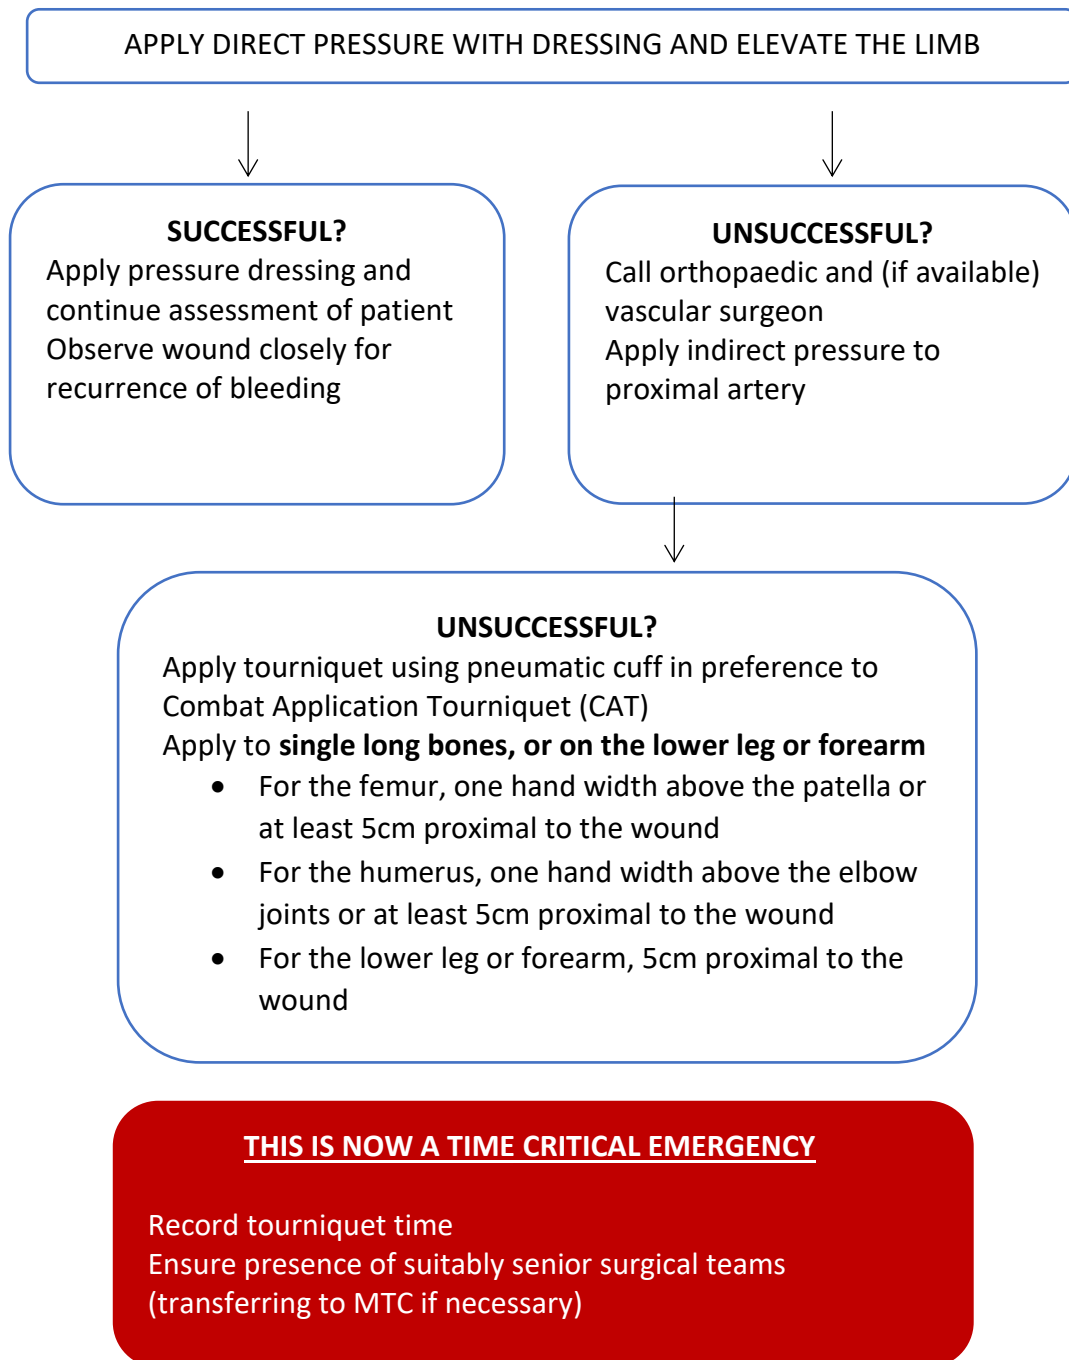 APPLY DIRECT PRESSURE WITH DRESSING AND ELEVATE THE LIMB
SUCCESSFUL?
Apply pressure dressing and
continue assessment of patient
Observe wound closely for
recurrence of bleeding
UNSUCCESSFUL?
Call orthopaedic and (if available)
vascular surgeon
Apply indirect pressure to
proximal artery
UNSUCCESSFUL?
Apply tourniquet using pneumatic cuff in preference to
Combat Application Tourniquet (CAT)
Apply to single long bones, or on the lower leg or forearm
• For the femur, one hand width above the patella or
at least 5cm proximal to the wound
• For the humerus, one hand width above the elbow
joints or at least 5cm proximal to the wound
• For the lower leg or forearm, 5cm proximal to the
wound
THIS IS NOW A TIME CRITICAL EMERGENCY
Record tourniquet time
Ensure presence of suitably senior surgical teams
(transferring to MTC if necessary)